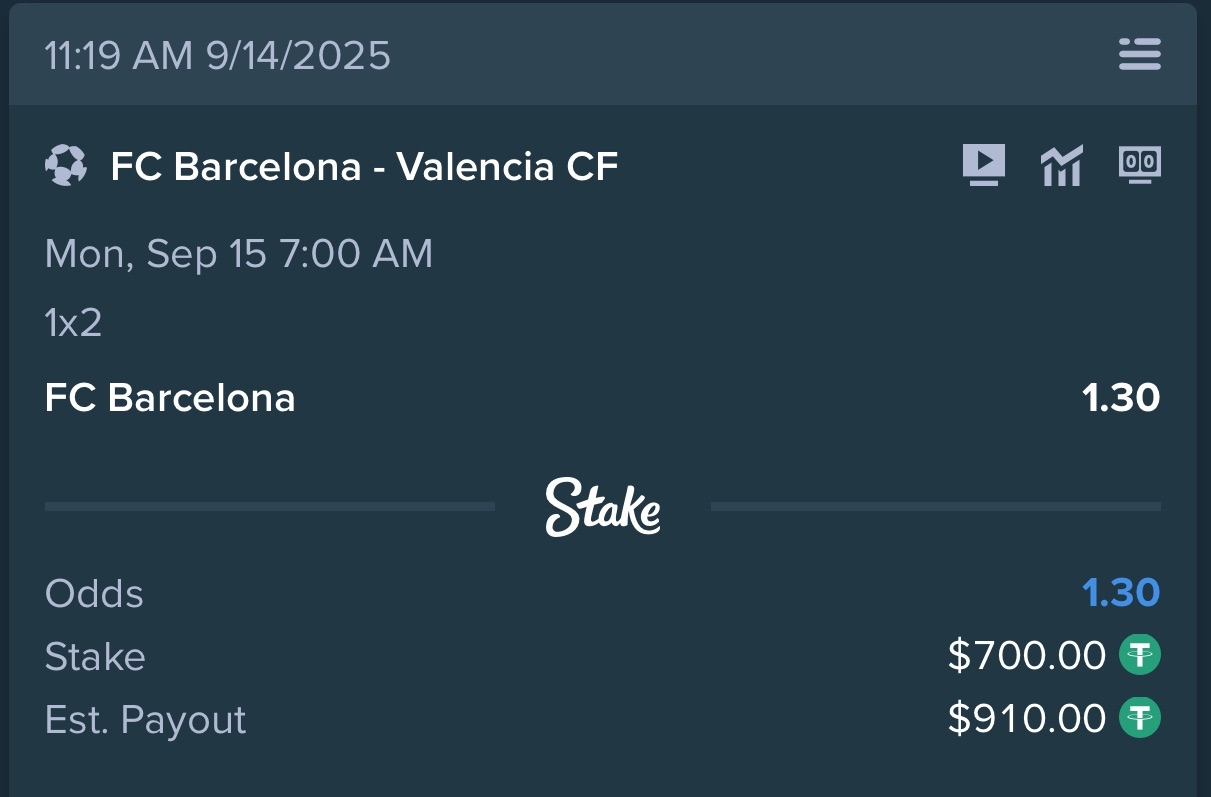 11:19 AM 9/14/2025
FC Barcelona - Valencia CF
00
Mon, Sep 15 7:00 AM
1x2
FC Barcelona 1.30
Stake
Odds 1.30
Stake $700.00
Est. Payout $910.00